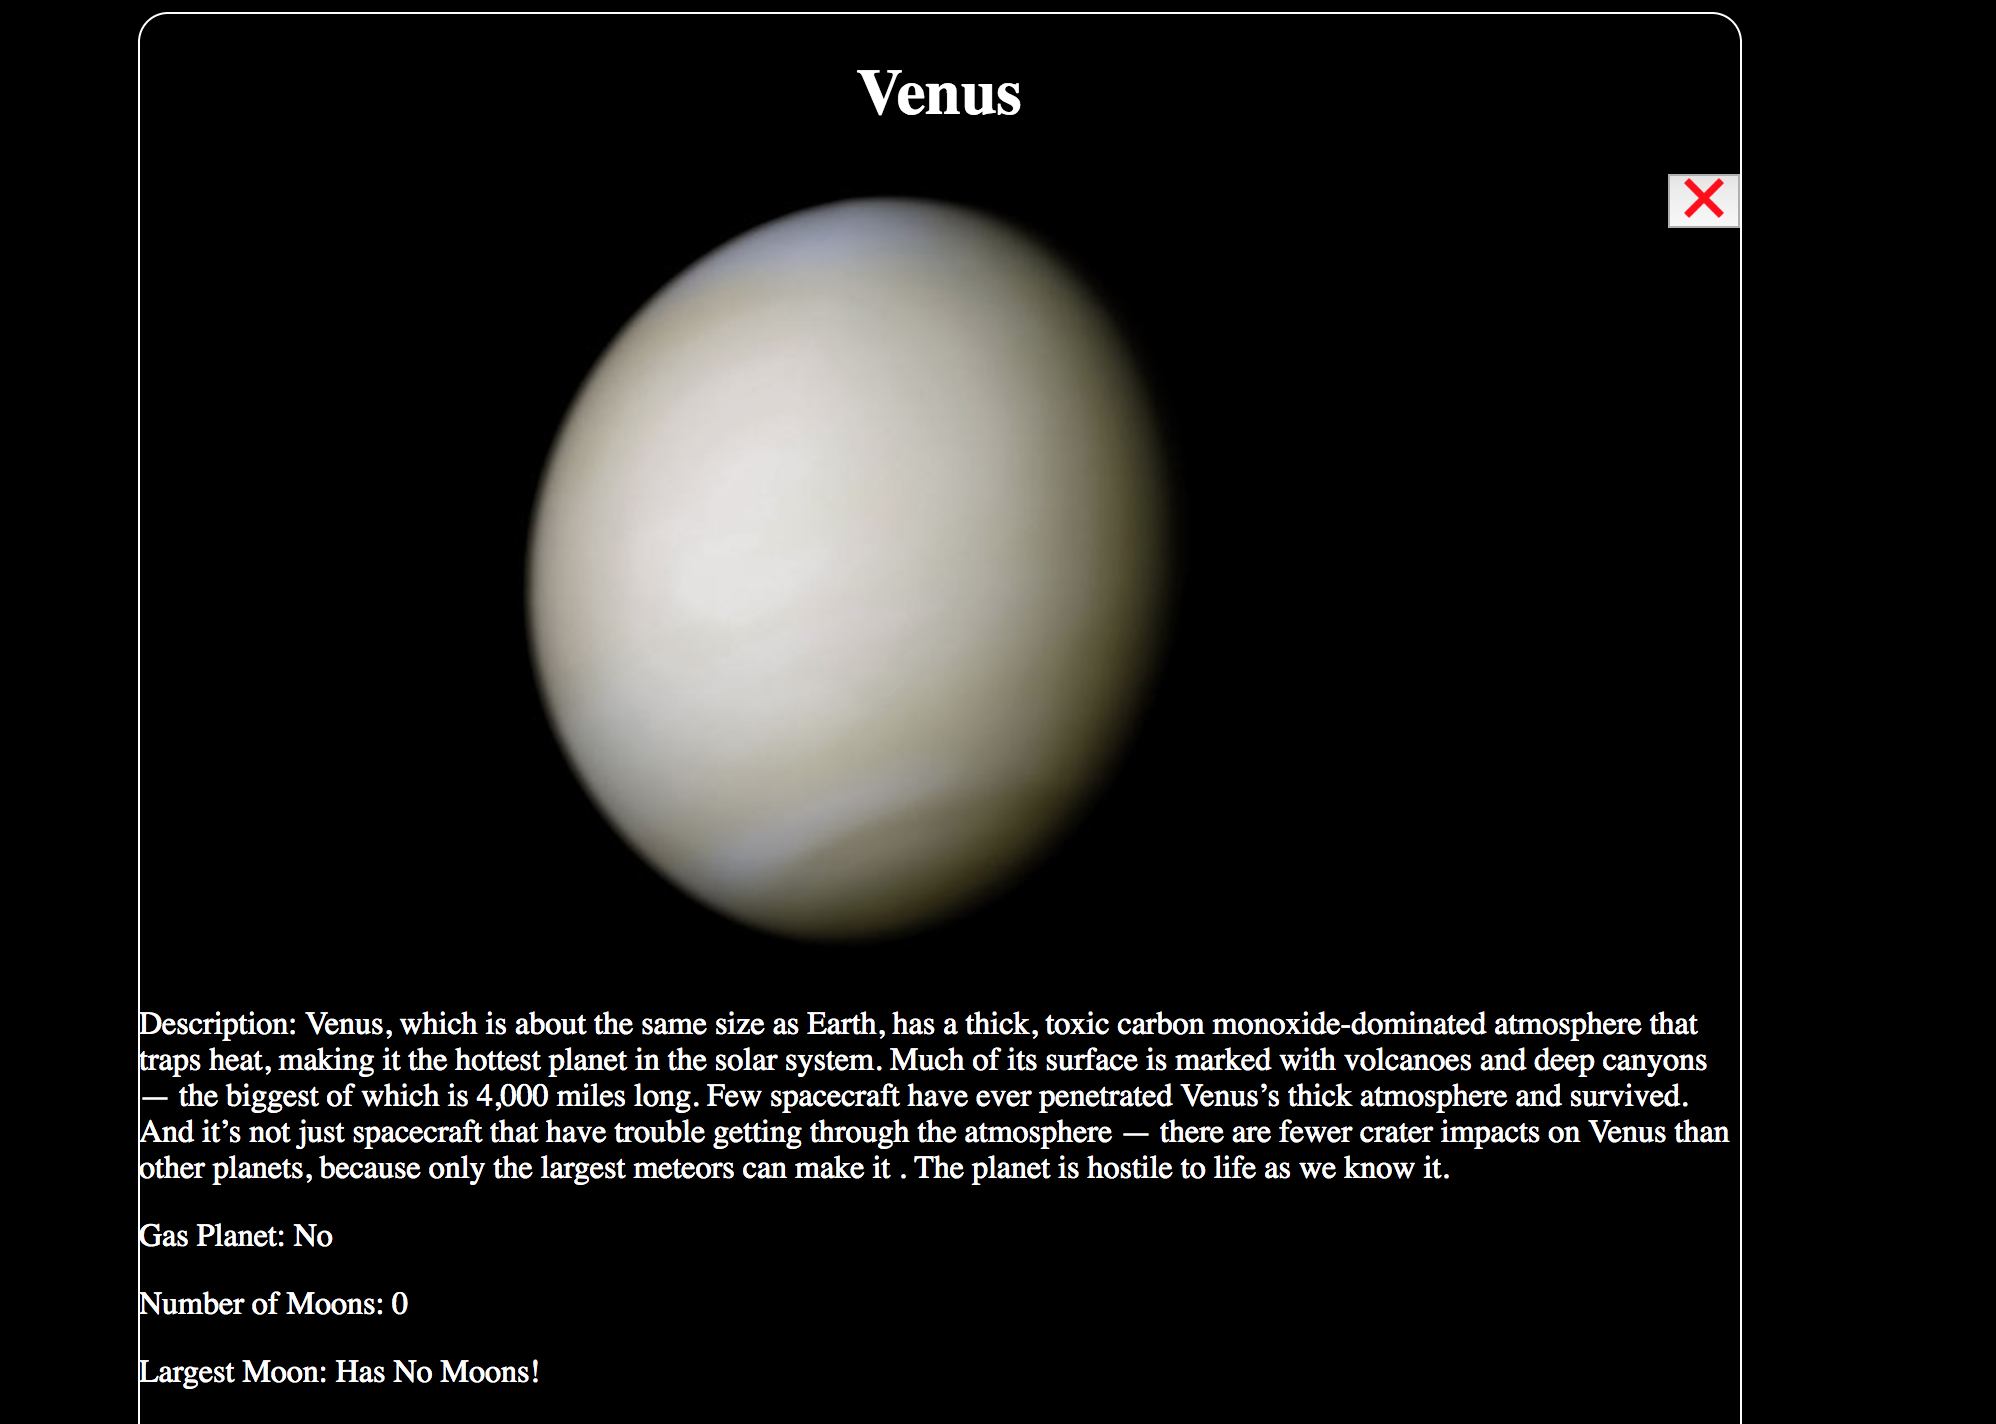 Venus
Description: Venus, which is about the same size as Earth, has a thick, toxic carbon monoxide-dominated atmosphere that
traps heat, making it the hottest planet in the solar system. Much of its surface is marked with volcanoes and deep canyons
— the biggest of which is 4,000 miles long. Few spacecraft have ever penetrated Venus’s thick atmosphere and survived.
And it’s not just spacecraft that have trouble getting through the atmosphere — there are fewer crater impacts on Venus than
other planets, because only the largest meteors can make it . The planet is hostile to life as we know it.
Gas Planet: No
Number of Moons: 0
Largest Moon: Has No Moons!